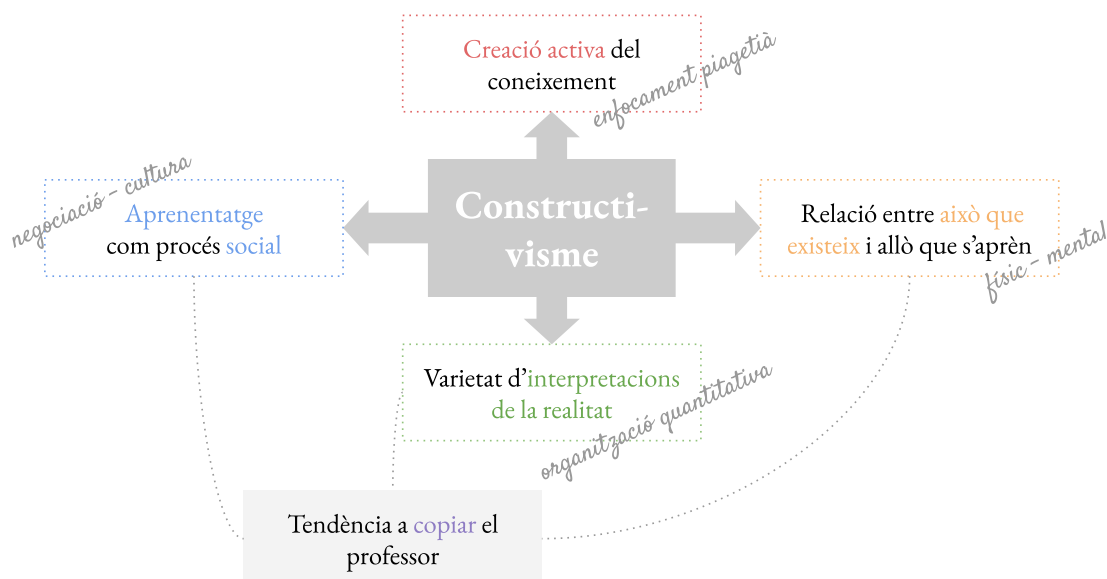 Creació activa del
coneixement
enfocament piagetià
negociació – cultura
Aprenentatge
com procés social
Constructi-
visme
Relació entre això que
existeix i allò que s’aprèn
físic – mental
Varietat d’interpretacions
de la realitat
organització quantitativa
Tendència a copiar el
professor